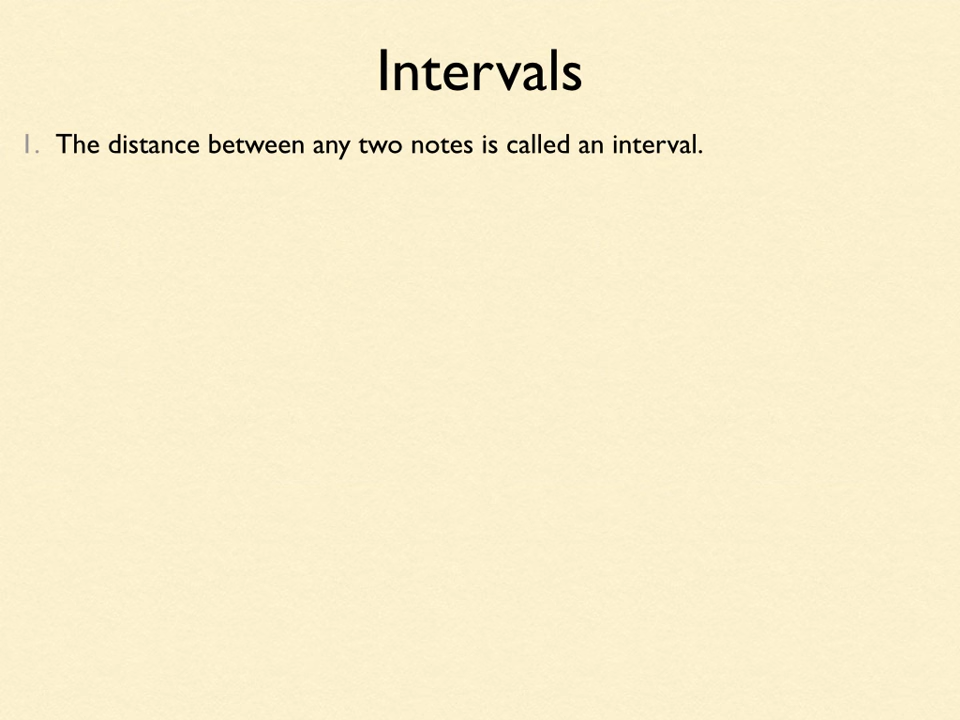 Intervals
1. The distance between any two notes is called an interval.